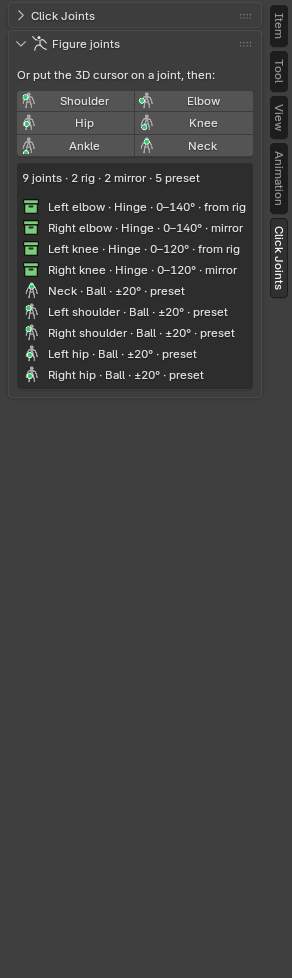 Click Joints
Figure joints
Or put the 3D cursor on a joint, then:
Shoulder
Elbow
Hip
Knee
Ankle
Neck
9 joints · 2 rig · 2 mirror · 5 preset
Left elbow · Hinge · 0–140° · from rig
Right elbow · Hinge · 0–140° · mirror
Left knee · Hinge · 0–120° · from rig
Right knee · Hinge · 0–120° · mirror
Neck · Ball · ±20° · preset
Left shoulder · Ball · ±20° · preset
Right shoulder · Ball · ±20° · preset
Left hip · Ball · ±20° · preset
Right hip · Ball · ±20° · preset
Item
Tool
View
Animation
Click Joints